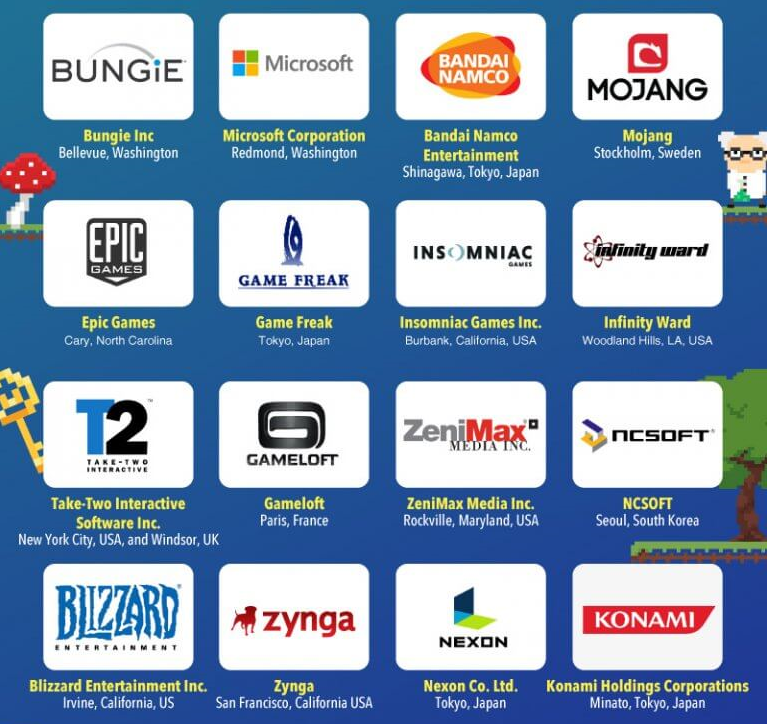 BUNGiE
Microsoft
BANDAI
NAMCO
MOJANG
Bungie Inc
Bellevue, Washington
Microsoft Corporation
Redmond, Washington
Bandai Namco
Entertainment
Shinagawa, Tokyo, Japan
Mojang
Stockholm, Sweden
EPIC
GAMES
GAME FREAK
INSOMNIAC
GAMES
infinity ward
Epic Games
Cary, North Carolina
Game Freak
Tokyo, Japan
Insomniac Games Inc.
Burbank, California, USA
Infinity Ward
Woodland Hills, LA, USA
T2™
TAKE-TWO
INTERACTIVE
GAMELOFT
ZeniMax
MEDIA INC.
NCSOFT
Take-Two Interactive
Software Inc.
New York City, USA, and Windsor, UK
Gameloft
Paris, France
ZeniMax Media Inc.
Rockville, Maryland, USA
NCSOFT
Seoul, South Korea
BLIZZARD
ENTERTAINMENT
zynga
NEXON
KONAMI
Blizzard Entertainment Inc.
Irvine, California, US
Zynga
San Francisco, California USA
Nexon Co. Ltd.
Tokyo, Japan
Konami Holdings Corporations
Minato, Tokyo, Japan